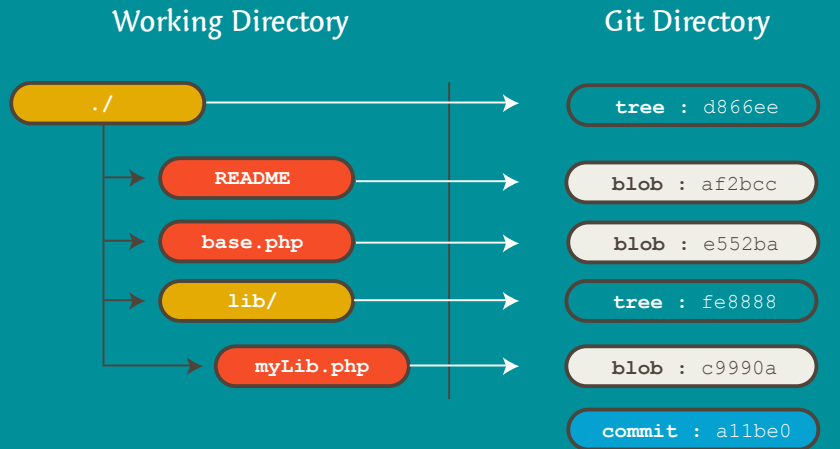 Working Directory Git Directory
./ tree : d866ee
README blob : af2bcc
base.php blob : e552ba
lib/ tree : fe8888
myLib.php blob : c9990a
commit : a11be0